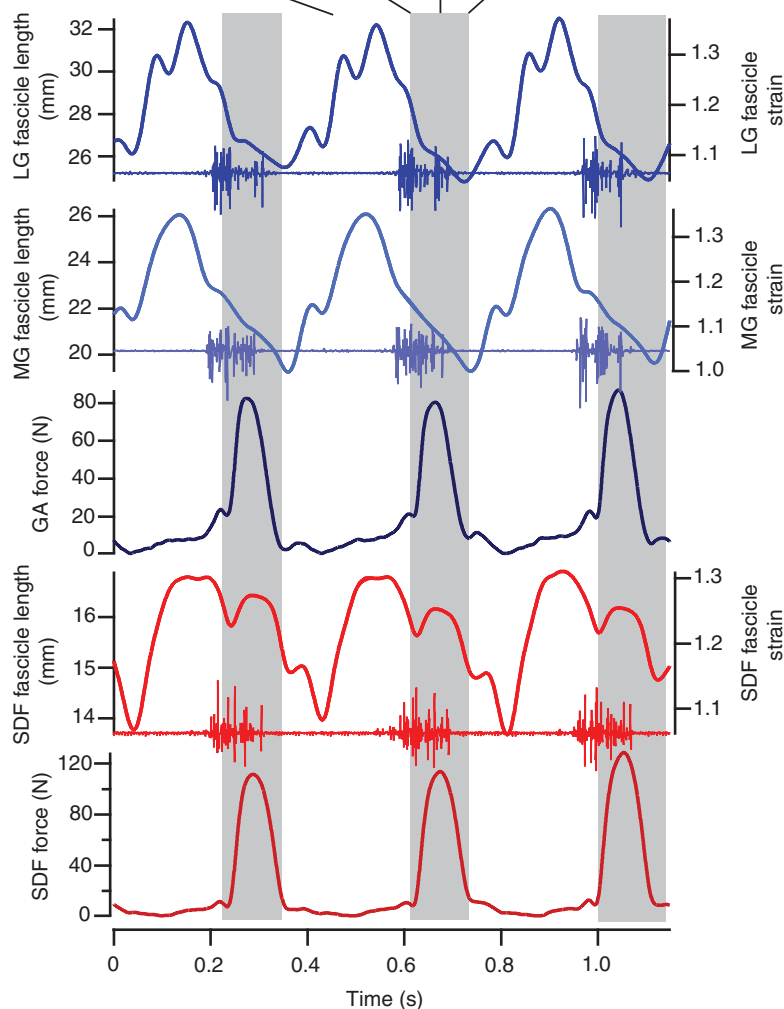 LG fascicle length
(mm)
32
30
28
26
1.3
1.2
1.1
LG fascicle
strain
MG fascicle length
(mm)
26
24
22
20
1.3
1.2
1.1
1.0
MG fascicle
strain
GA force (N)
80
60
40
20
0
SDF fascicle length
(mm)
16
15
14
1.3
1.2
1.1
SDF fascicle
strain
SDF force (N)
120
80
40
0
0 0.2 0.4 0.6 0.8 1.0
Time (s)